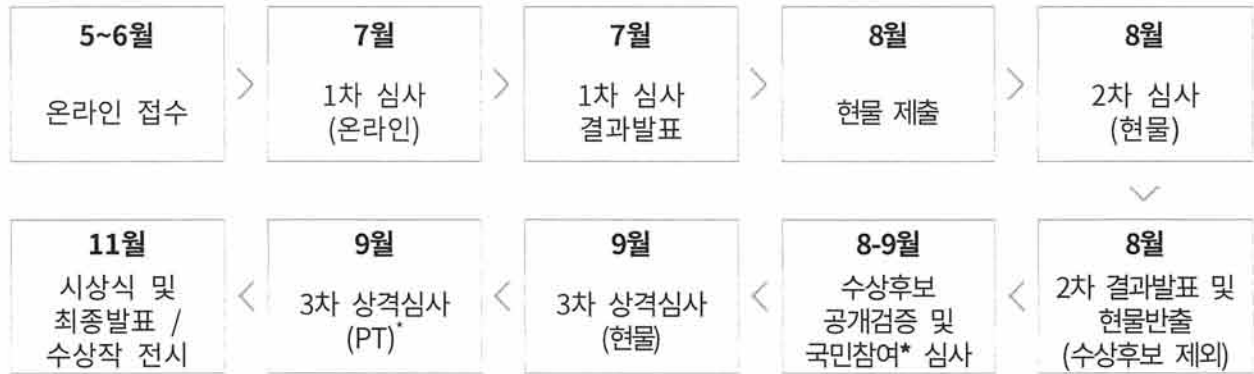 5~6월
온라인 접수
7월
1차 심사
(온라인)
7월
1차 심사
결과발표
8월
현물 제출
8월
2차 심사
(현물)
8월
2차 결과발표 및
현물반출
(수상후보 제외)
8-9월
수상후보
공개검증 및
국민참여* 심사
9월
3차 상격심사
(현물)
9월
3차 상격심사
(PT)*
11월
시상식 및
최종발표 /
수상작 전시